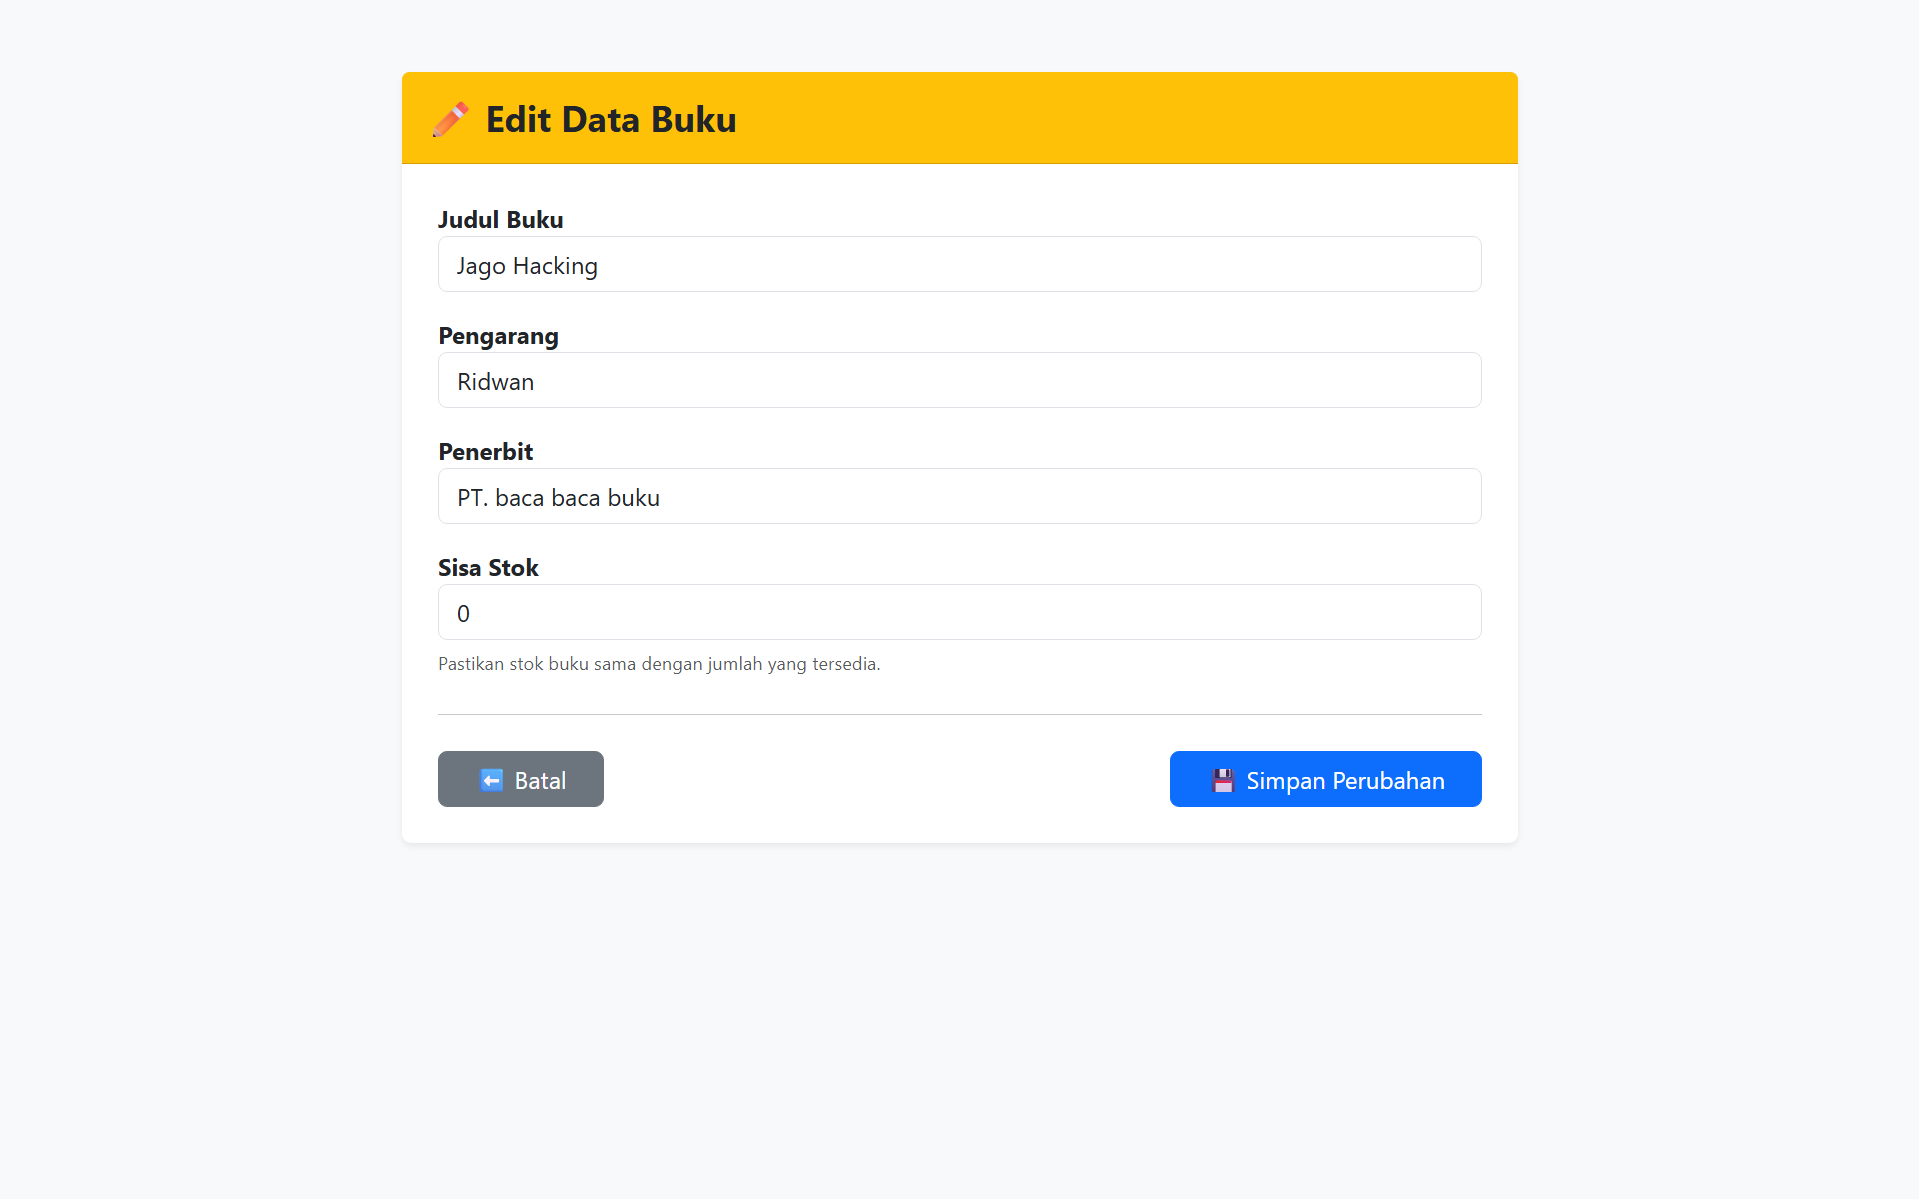 Edit Data Buku
Judul Buku
Jago Hacking
Pengarang
Ridwan
Penerbit
PT. baca baca buku
Sisa Stok
0
Pastikan stok buku sama dengan jumlah yang tersedia.
Batal
Simpan Perubahan